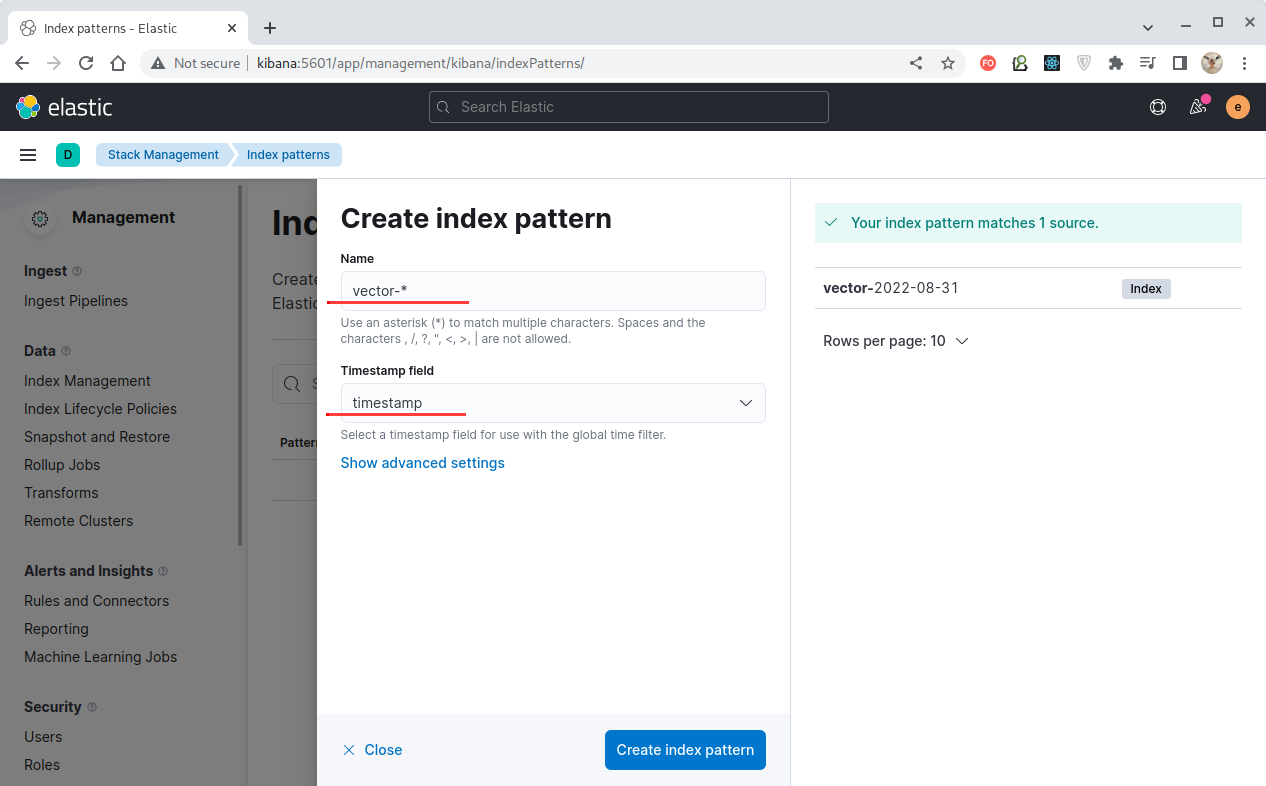 Index patterns - Elastic
Not secure
kibana:5601/app/management/kibana/indexPatterns/
FO
elastic
Search Elastic
e
D
Stack Management
Index patterns
Management
Ingest
Ingest Pipelines
Data
Index Management
Index Lifecycle Policies
Snapshot and Restore
Rollup Jobs
Transforms
Remote Clusters
Alerts and Insights
Rules and Connectors
Reporting
Machine Learning Jobs
Security
Users
Roles
Create index pattern
Name
vector-*
Use an asterisk (*) to match multiple characters. Spaces and the
characters , /, ?, ", <, >, | are not allowed.
Timestamp field
timestamp
Select a timestamp field for use with the global time filter.
Show advanced settings
Close
Create index pattern
Your index pattern matches 1 source.
vector-2022-08-31
Index
Rows per page: 10